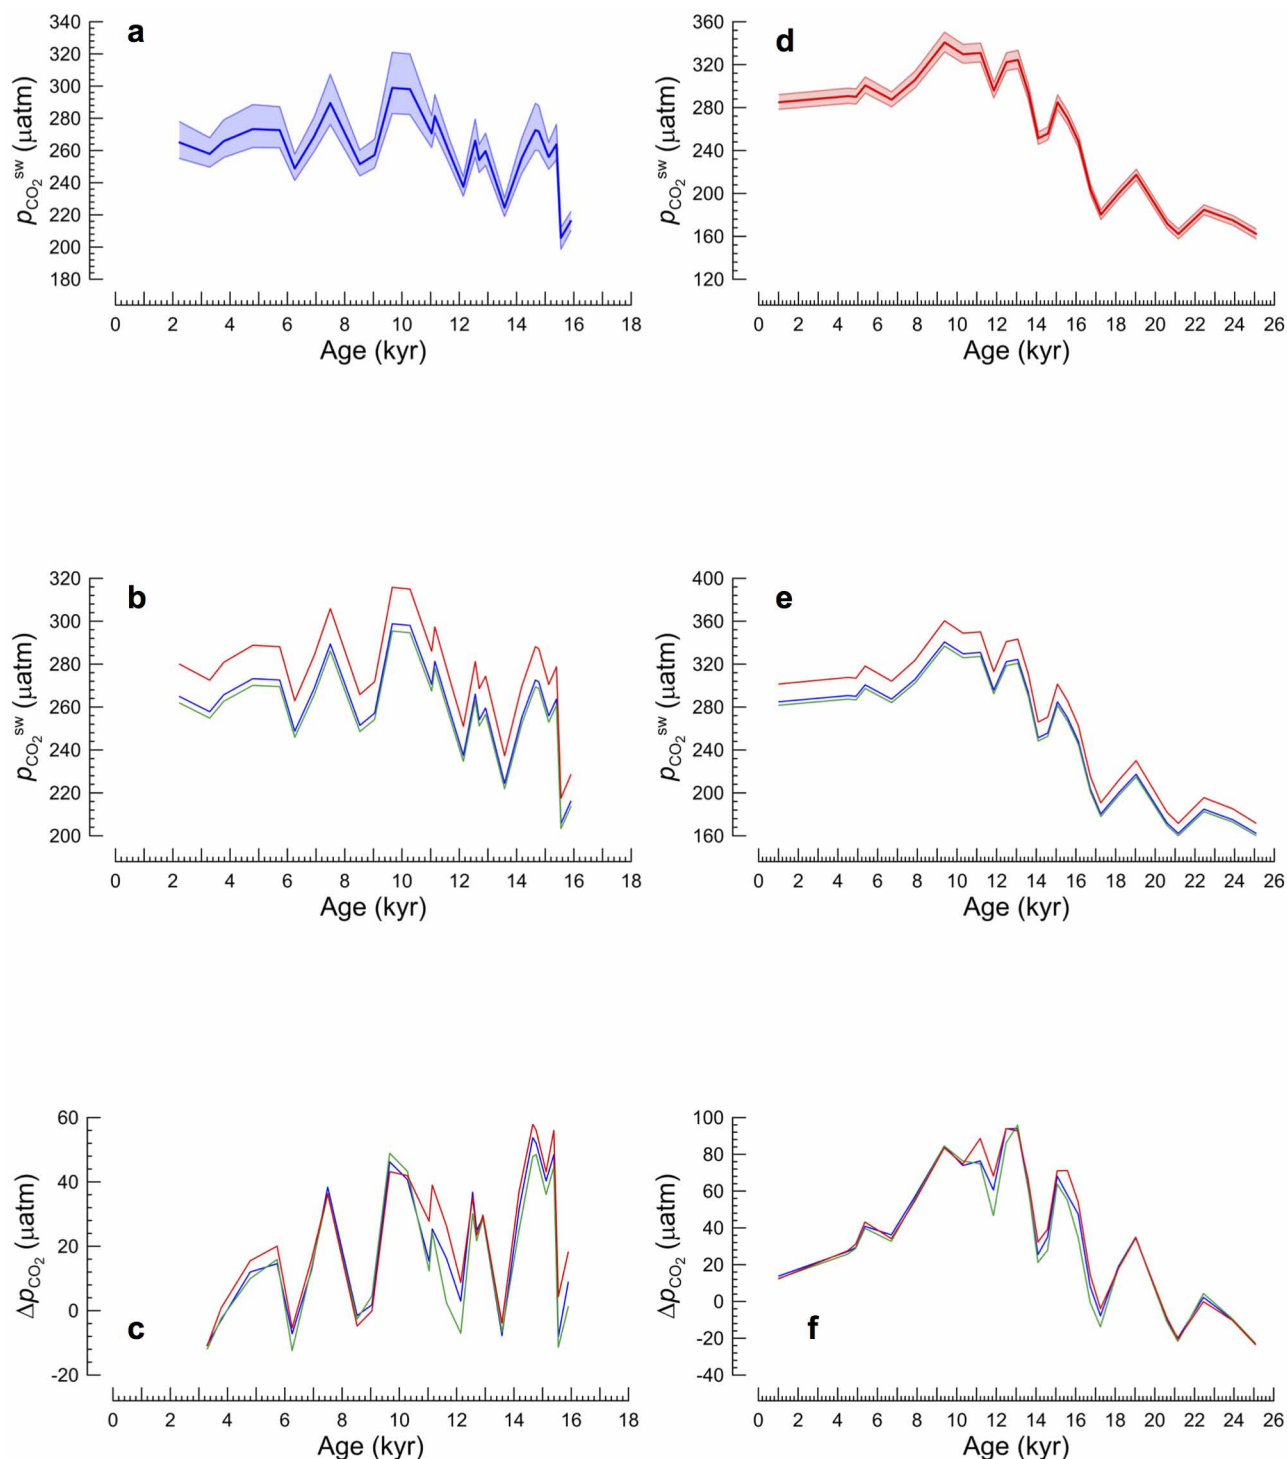 a
340
320
300
280
260
240
220
200
180
pCO2sw (µatm)
0 2 4 6 8 10 12 14 16 18
Age (kyr)
d
360
320
280
240
200
160
120
pCO2sw (µatm)
0 2 4 6 8 10 12 14 16 18 20 22 24 26
Age (kyr)
b
320
300
280
260
240
220
200
pCO2sw (µatm)
0 2 4 6 8 10 12 14 16 18
Age (kyr)
e
400
360
320
280
240
200
160
pCO2sw (µatm)
0 2 4 6 8 10 12 14 16 18 20 22 24 26
Age (kyr)
60
40
20
0
-20
ΔpCO2 (µatm)
c
0 2 4 6 8 10 12 14 16 18
Age (kyr)
100
80
60
40
20
0
-20
-40
ΔpCO2 (µatm)
f
0 2 4 6 8 10 12 14 16 18 20 22 24 26
Age (kyr)